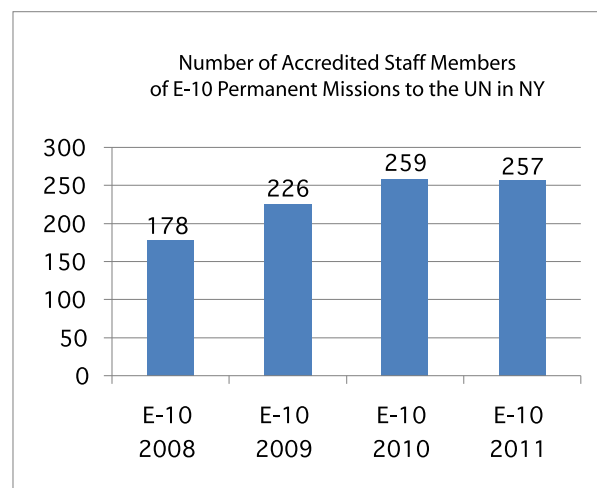 Number of Accredited Staff Members
of E-10 Permanent Missions to the UN in NY
300
250
200
150
100
50
0
178
226
259
257
E-10
2008
E-10
2009
E-10
2010
E-10
2011